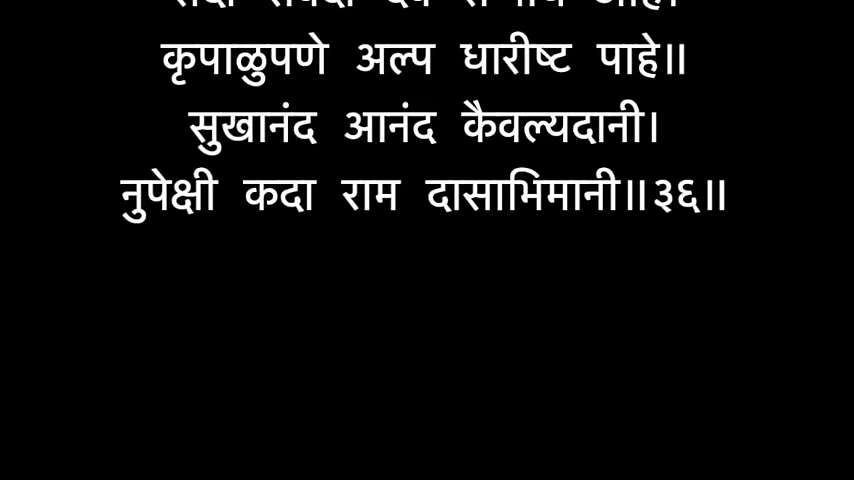 कृपाळुपणे अल्प धारीष्ट पाहे॥
सुखानंद आनंद कैवल्यदानी।
नुपेक्षी कदा राम दासाभिमानी॥३६॥